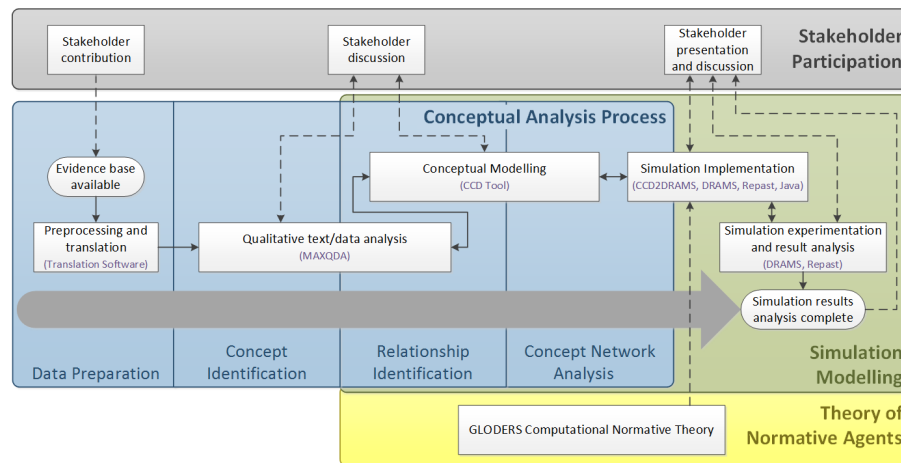 Stakeholder
contribution
Stakeholder
discussion
Stakeholder
presentation
and discussion
Stakeholder
Participation
Conceptual Analysis Process
Evidence base
available
Conceptual Modelling
(CCD Tool)
Simulation Implementation
(CCD2DRAMS, DRAMS, Repast, Java)
Preprocessing and
translation
(Translation Software)
Qualitative text/data analysis
(MAXQDA)
Simulation experimentation
and result analysis
(DRAMS, Repast)
Simulation results
analysis complete
Data Preparation
Concept
Identification
Relationship
Identification
Concept Network
Analysis
Simulation
Modelling
GLODERS Computational Normative Theory
Theory of
Normative Agents